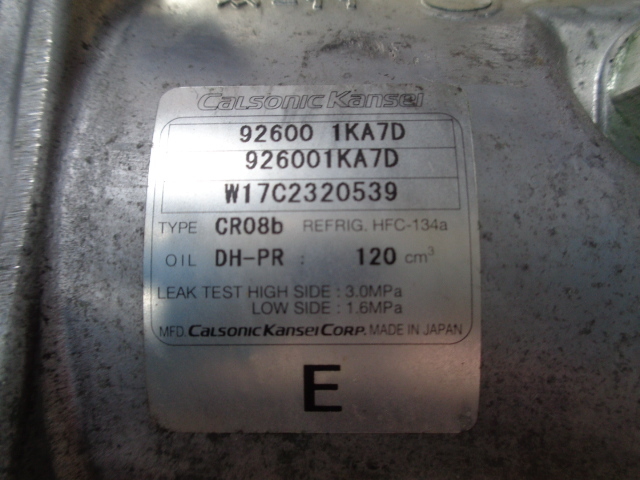 Calsonic Kansei
92600 1KA7D
926001KA7D
W17C2320539
TYPE CR08b REFRIG. HFC-134a
OIL DH-PR : 120 cm³
LEAK TEST HIGH SIDE : 3.0MPa
LOW SIDE : 1.6MPa
MFD. Calsonic Kansei Corp. MADE IN JAPAN
E